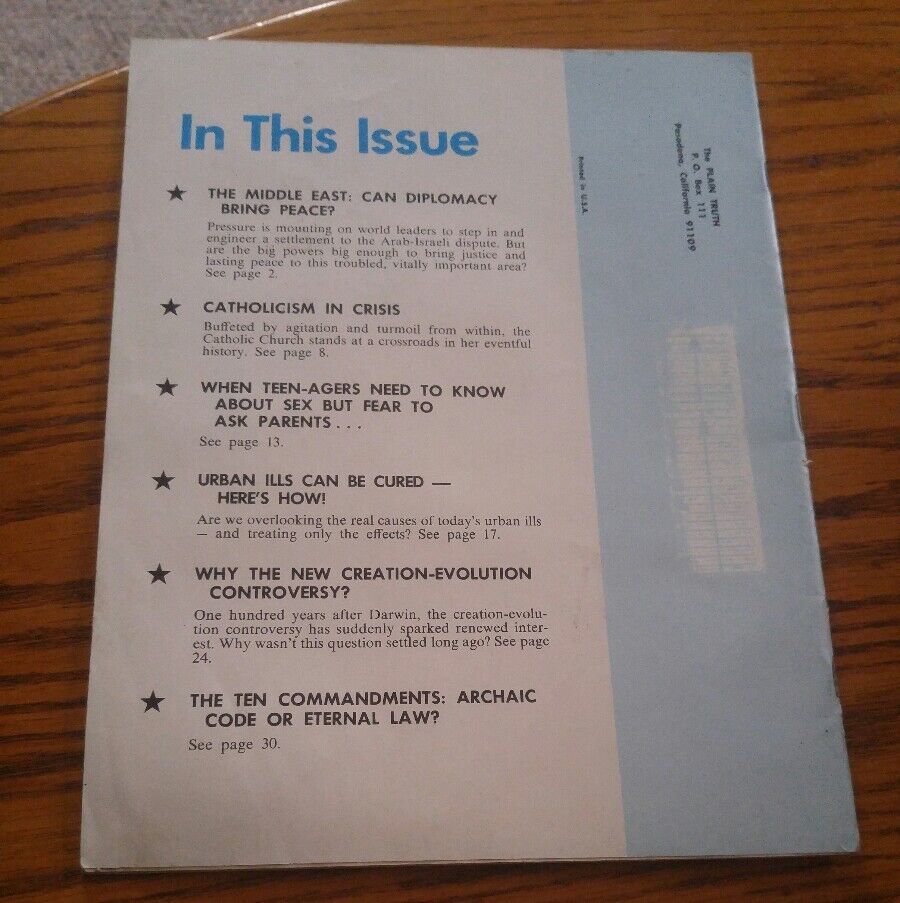 In This Issue
★ THE MIDDLE EAST: CAN DIPLOMACY
BRING PEACE?
Pressure is mounting on world leaders to step in and
engineer a settlement to the Arab-Israeli dispute. But
are the big powers big enough to bring justice and
lasting peace to this troubled, vitally important area?
See page 2.
★ CATHOLICISM IN CRISIS
Buffeted by agitation and turmoil from within, the
Catholic Church stands at a crossroads in her eventful
history. See page 8.
★ WHEN TEEN-AGERS NEED TO KNOW
ABOUT SEX BUT FEAR TO
ASK PARENTS . . .
See page 13.
★ URBAN ILLS CAN BE CURED —
HERE'S HOW!
Are we overlooking the real causes of today's urban ills
— and treating only the effects? See page 17.
★ WHY THE NEW CREATION-EVOLUTION
CONTROVERSY?
One hundred years after Darwin, the creation-evolu-
tion controversy has suddenly sparked renewed inter-
est. Why wasn't this question settled long ago? See page
24.
★ THE TEN COMMANDMENTS: ARCHAIC
CODE OR ETERNAL LAW?
See page 30.
Printed in U.S.A.
The PLAIN TRUTH
P. O. Box 111
Pasadena, California 91109